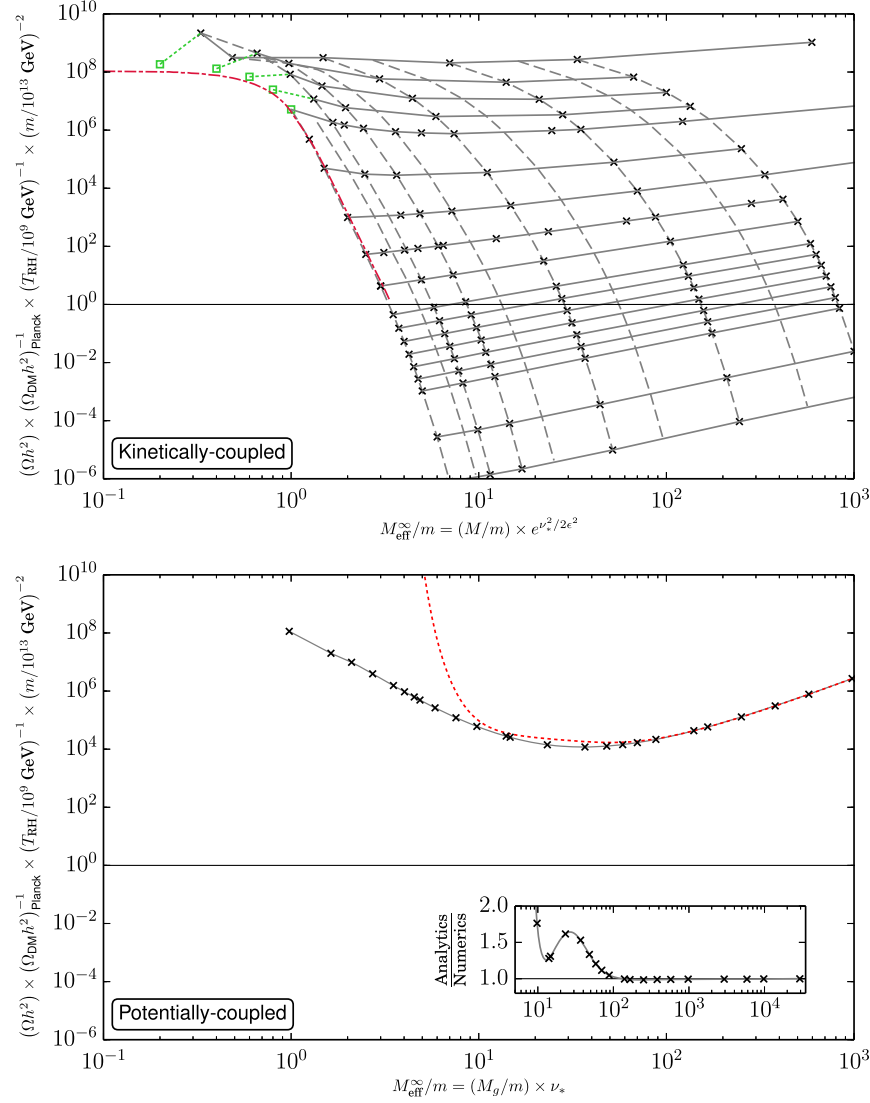 10^10
10^8
10^6
10^4
10^2
10^0
10^−2
10^−4
10^−6
(Ωh^2) × (Ω_DM h^2)^−1_Planck × (T_RH/10^9 GeV)^−1 × (m/10^13 GeV)^−2
Kinetically-coupled
10^−1 10^0 10^1 10^2 10^3
M^∞_eff/m = (M/m) × e^{ν_*^2/2ϵ^2}
10^10
10^8
10^6
10^4
10^2
10^0
10^−2
10^−4
10^−6
(Ωh^2) × (Ω_DM h^2)^−1_Planck × (T_RH/10^9 GeV)^−1 × (m/10^13 GeV)^−2
Analytics
Numerics
2.0
1.5
1.0
10^1 10^2 10^3 10^4
Potentially-coupled
10^−1 10^0 10^1 10^2 10^3
M^∞_eff/m = (M_g/m) × ν_*